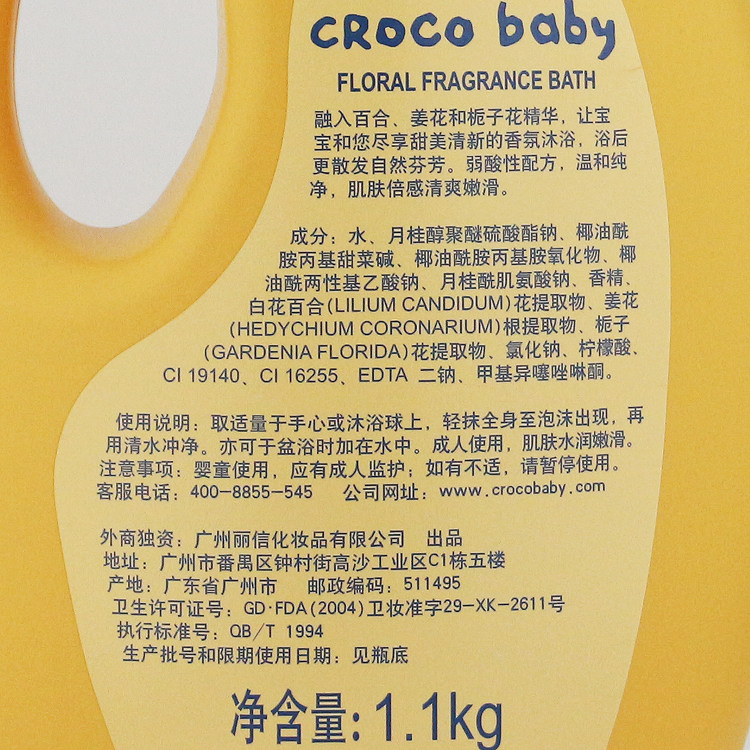 CROCO baby
FLORAL FRAGRANCE BATH
融入百合、姜花和栀子花精华，让宝
宝和您尽享甜美清新的香氛沐浴，浴后
更散发自然芬芳。弱酸性配方，温和纯
净，肌肤倍感清爽嫩滑。
成分：水、月桂醇聚醚硫酸酯钠、椰油酰
胺丙基甜菜碱、椰油酰胺丙基胺氧化物、椰
油酰两性基乙酸钠、月桂酰肌氨酸钠、香精、
白花百合(LILIUM CANDIDUM)花提取物、姜花
(HEDYCHIUM CORONARIUM)根提取物、栀子
(GARDENIA FLORIDA)花提取物、氯化钠、柠檬酸、
CI 19140、CI 16255、EDTA 二钠、甲基异噻唑啉酮。
使用说明：取适量于手心或沐浴球上，轻抹全身至泡沫出现，再
用清水冲净。亦可于盆浴时加在水中。成人使用，肌肤水润嫩滑。
注意事项：婴童使用，应有成人监护；如有不适，请暂停使用。
客服电话：400-8855-545 公司网址：www.crocobaby.com
外商独资：广州丽信化妆品有限公司 出品
地址：广州市番禺区钟村街高沙工业区C1栋五楼
产地：广东省广州市 邮政编码：511495
卫生许可证号：GD·FDA(2004)卫妆准字29-XK-2611号
执行标准号：QB/T 1994
生产批号和限期使用日期：见瓶底
净含量：1.1kg